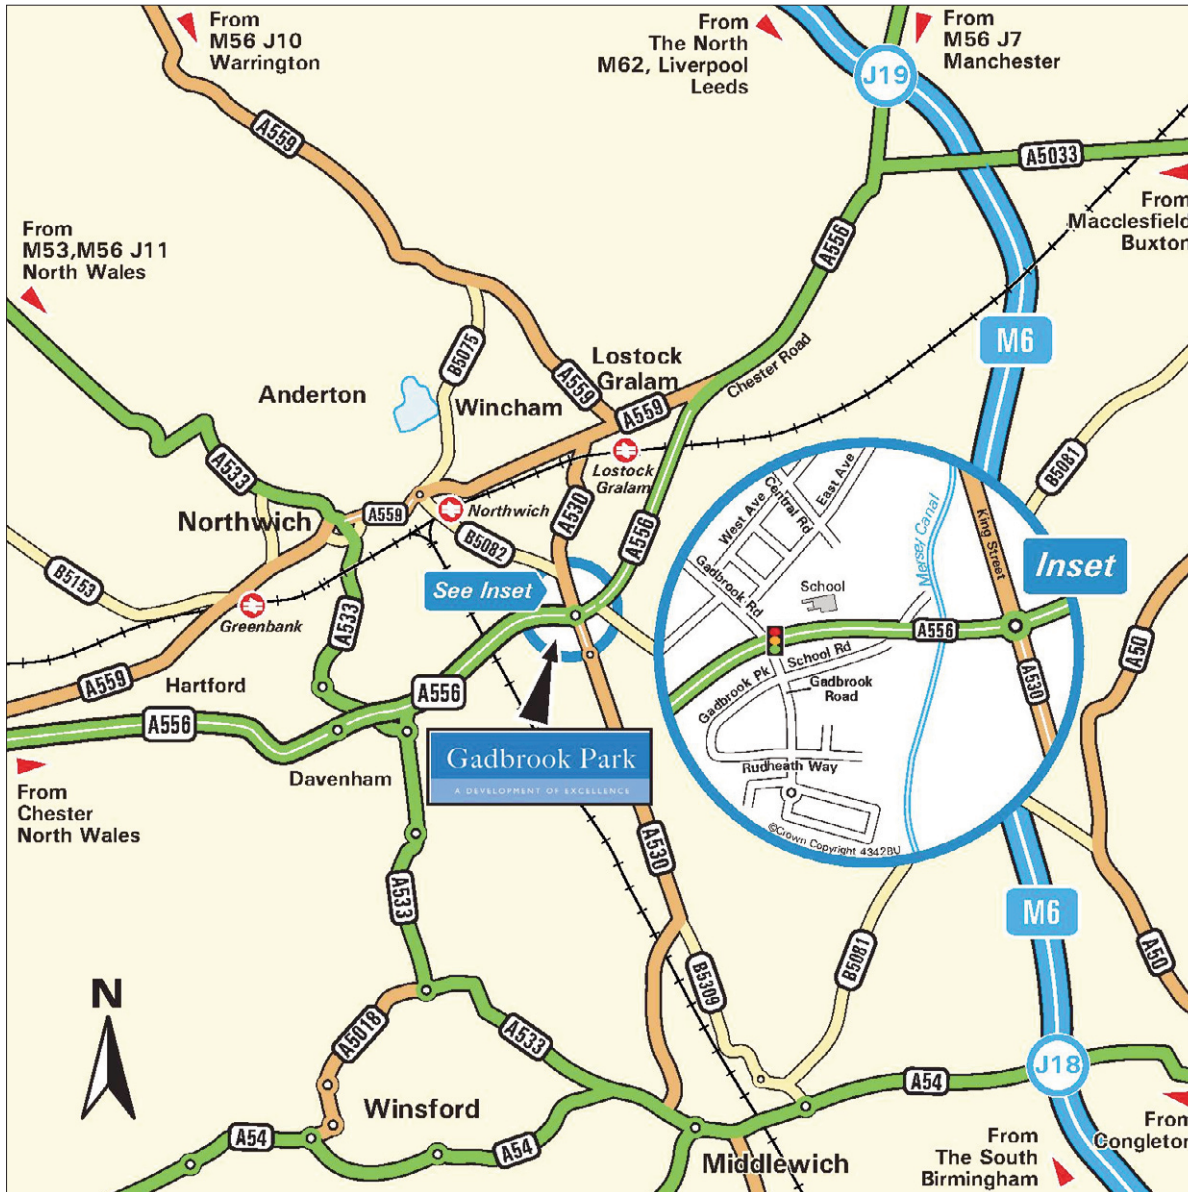 From
M56 J10
Warrington
From
The North
M62, Liverpool
Leeds
From
M56 J7
Manchester
J19
A559
A5033
From
Macclesfield
Buxton
From
M53,M56 J11
North Wales
A556
M6
B5075
Lostock
Gralam
Chester Road
A559
Anderton
Wincham
A559
A533
Lostock
Gralam
B5081
Northwich
A559
Northwich
A530
A556
B5082
B5153
See Inset
Greenbank
A533
West Ave
Central Rd
East Ave
Mersey Canal
King Street
Inset
Gadbrook Rd
School
A556
A50
A530
School Rd
Gadbrook Pk
Gadbrook
Road
Rudheath Way
©Crown Copyright 43428U
A559
Hartford
A556
A556
Gadbrook Park
A DEVELOPMENT OF EXCELLENCE
Davenham
From
Chester
North Wales
A530
A533
M6
A50
B5081
B5309
N
A5018
A533
J18
A54
Winsford
A54
A54
Middlewich
From
The South
Birmingham
From
Congleton